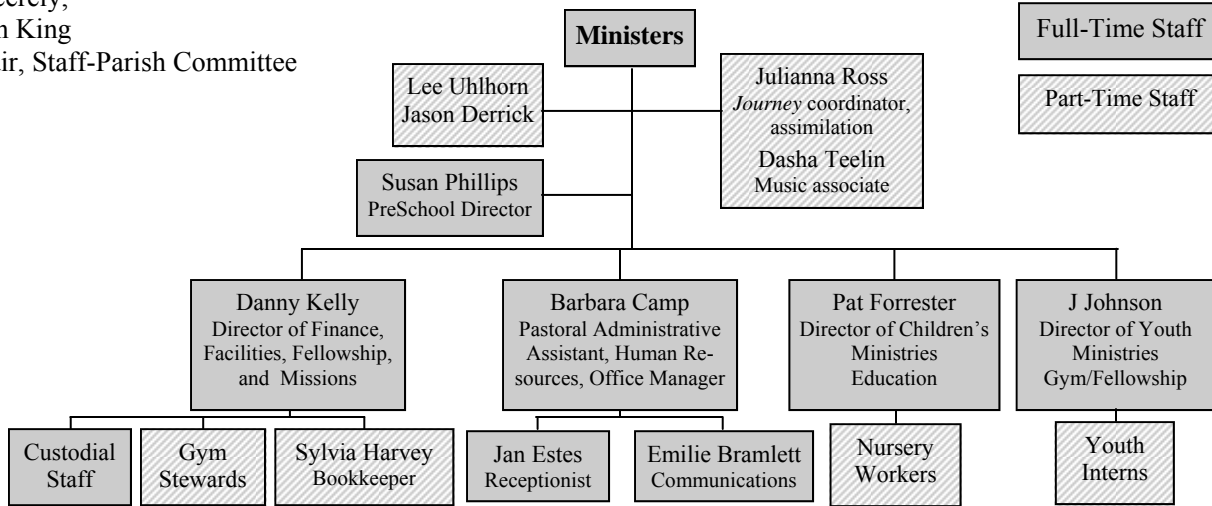 n King
ir, Staff-Parish Committee
Ministers
Full-Time Staff
Part-Time Staff
Lee Uhlhorn
Jason Derrick
Julianna Ross
Journey coordinator,
assimilation
Dasha Teelin
Music associate
Susan Phillips
PreSchool Director
Danny Kelly
Director of Finance,
Facilities, Fellowship,
and Missions
Barbara Camp
Pastoral Administrative
Assistant, Human Re-
sources, Office Manager
Pat Forrester
Director of Children's
Ministries
Education
J Johnson
Director of Youth
Ministries
Gym/Fellowship
Custodial
Staff
Gym
Stewards
Sylvia Harvey
Bookkeeper
Jan Estes
Receptionist
Emilie Bramlett
Communications
Nursery
Workers
Youth
Interns